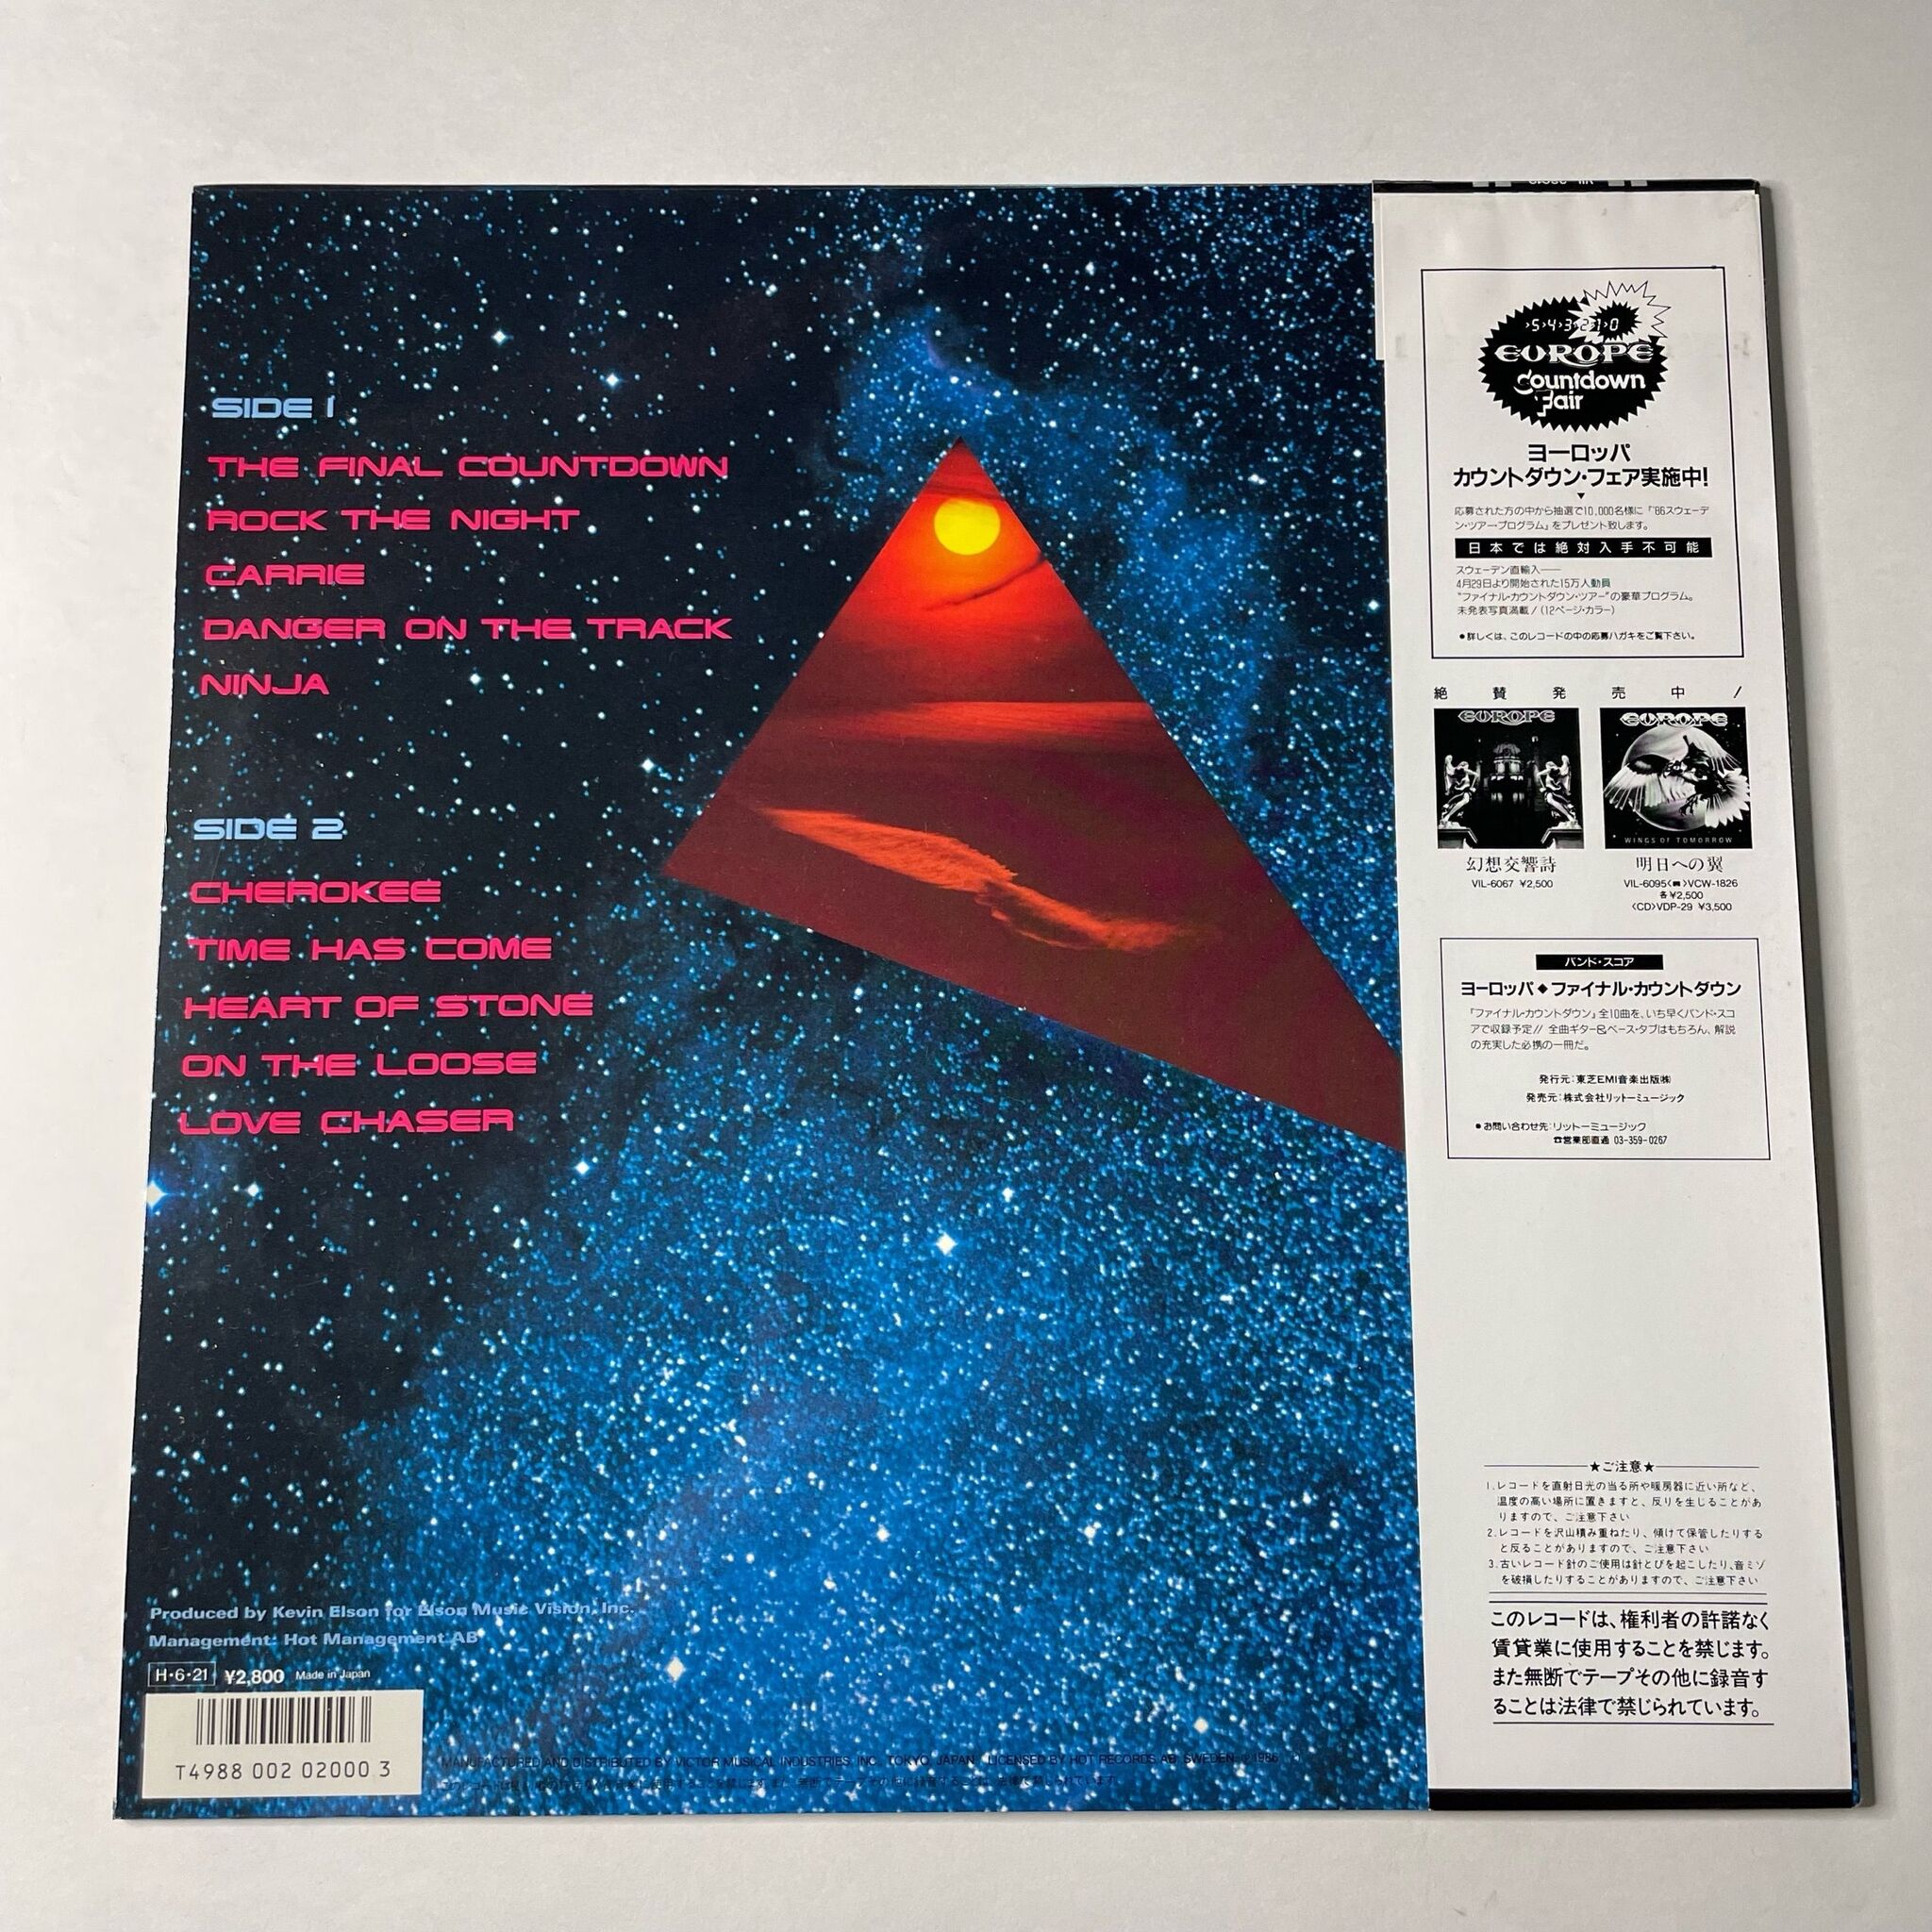 SIDE 1
THE FINAL COUNTDOWN
ROCK THE NIGHT
CARRIE
DANGER ON THE TRACK
NINJA
SIDE 2
CHEROKEE
TIME HAS COME
HEART OF STONE
ON THE LOOSE
LOVE CHASER
Produced by Kevin Elson for Elson Music Vision, Inc.
Management: Hot Management AB
H・6・21 ¥2,800 Made in Japan
T4988 002 02000 3
MANUFACTURED AND DISTRIBUTED BY VICTOR MUSICAL INDUSTRIES, INC. TOKYO, JAPAN LICENSED BY HOT RECORDS AB, SWEDEN ℗1986
›5›4›3›2›1›0
EUROPE
Countdown
Fair
ヨーロッパ
カウントダウン・フェア実施中!
▼
応募された方の中から抽選で10,000名様に「'86スウェーデ
ン・ツアー・プログラム」をプレゼント致します。
日本では絶対入手不可能
スウェーデン直輸入——
4月29日より開始された15万人動員
"ファイナル・カウントダウン・ツアー"の豪華プログラム。
未発表写真満載!(12ページ・カラー)
●詳しくは、このレコードの中の応募ハガキをご覧下さい。
絶賛発売中!
EUROPE
EUROPE
WINGS OF TOMORROW
幻想交響詩
VIL-6067 ¥2,500
明日への翼
VIL-6095〈 〉VCW-1826
各¥2,500
〈CD〉VDP-29 ¥3,500
バンド・スコア
ヨーロッパ◆ファイナル・カウントダウン
「ファイナル・カウントダウン」全10曲を、いち早くバンド・スコ
アで収録予定!! 全曲ギター&ベース・タブはもちろん、解説
の充実した必携の一冊だ。
発行元:東芝EMI音楽出版㈱
発売元:株式会社リットーミュージック
●お問い合わせ先:リットーミュージック
☎営業部直通 03-359-0267
★ご注意★
1.レコードを直射日光の当る所や暖房器に近い所など、
温度の高い場所に置きますと、反りを生じることがあ
りますので、ご注意下さい
2.レコードを沢山積み重ねたり、傾けて保管したりする
と反ることがありますので、ご注意下さい
3.古いレコード針のご使用は針とびを起こしたり、音ミゾ
を破損したりすることがありますので、ご注意下さい
このレコードは、権利者の許諾なく
賃貸業に使用することを禁じます。
また無断でテープその他に録音す
ることは法律で禁じられています。